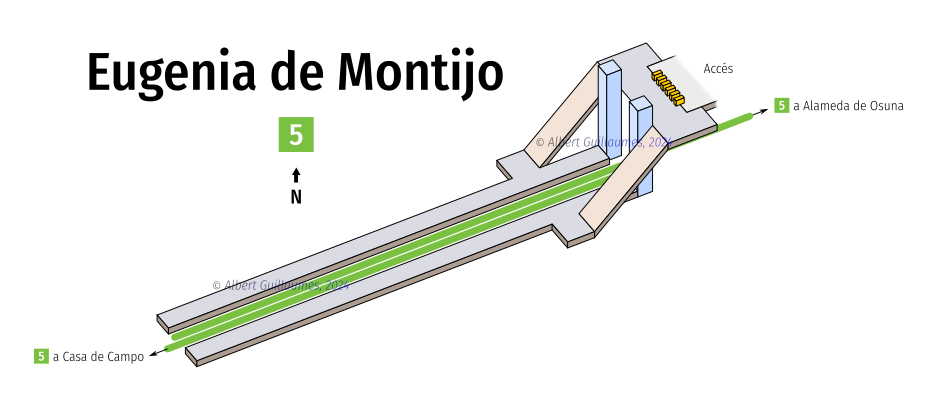 Eugenia de Montijo
5
N
Accés
5 a Alameda de Osuna
© Albert Guillaumes, 2024
© Albert Guillaumes, 2024
5 a Casa de Campo